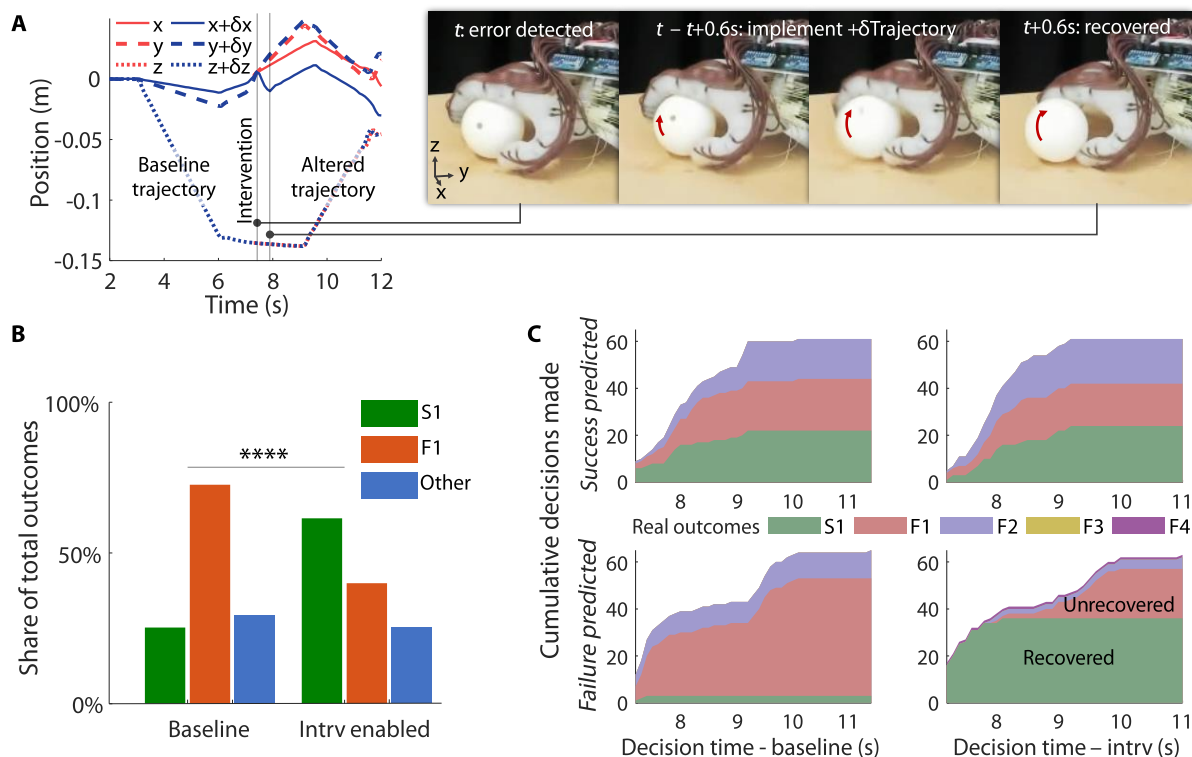 A
x
x+δx
y
y+δy
z
z+δz
Position (m)
0
-0.05
-0.1
-0.15
Baseline
trajectory
Intervention
Altered
trajectory
2
4
6
8
10
12
Time (s)
t: error detected
t – t+0.6s: implement +δTrajectory
t+0.6s: recovered
z
y
x
B
Share of total outcomes
100%
50%
0%
****
S1
F1
Other
Baseline
Intrv enabled
C
Cumulative decisions made
Success predicted
60
40
20
0
8
9
10
11
60
40
20
0
8
9
10
11
Real outcomes
S1
F1
F2
F3
F4
Failure predicted
60
40
20
0
8
9
10
11
Decision time - baseline (s)
60
40
20
0
Unrecovered
Recovered
8
9
10
11
Decision time – intrv (s)